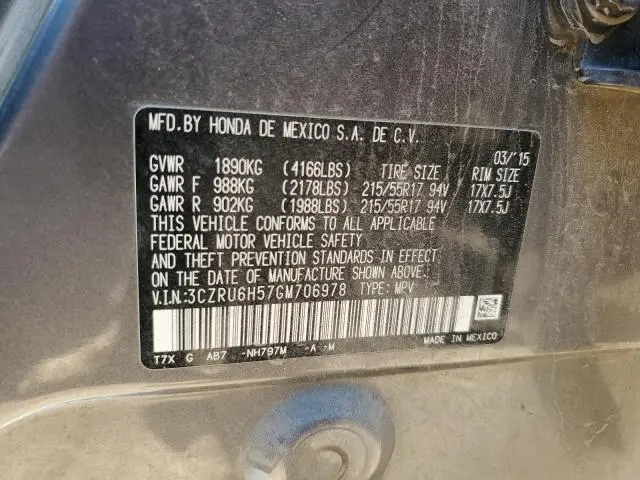 MFD.BY HONDA DE MEXICO S.A. DE C.V.
03/'15
GVWR 1890KG (4166LBS) TIRE SIZE RIM SIZE
GAWR F 988KG (2178LBS) 215/55R17 94V 17X7.5J
GAWR R 902KG (1988LBS) 215/55R17 94V 17X7.5J
THIS VEHICLE CONFORMS TO ALL APPLICABLE
FEDERAL MOTOR VEHICLE SAFETY
AND THEFT PREVENTION STANDARDS IN EFFECT
ON THE DATE OF MANUFACTURE SHOWN ABOVE.
V.I.N:3CZRU6H57GM706978 TYPE: MPV
T7X G AB7 -NH797M -A -M
MADE IN MEXICO